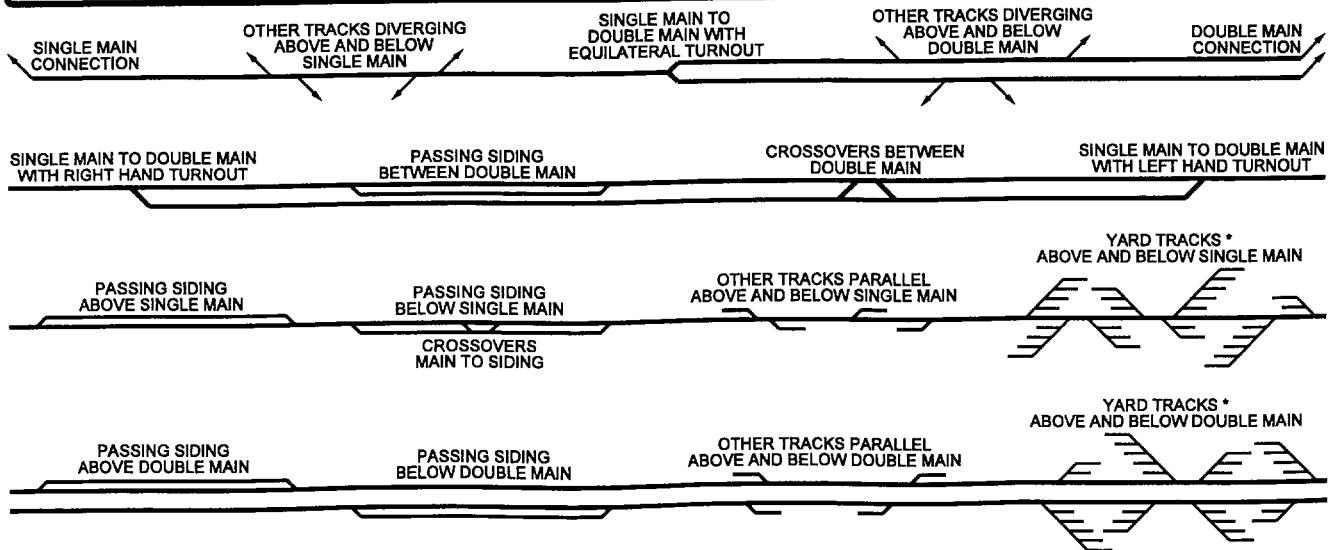 SINGLE MAIN
CONNECTION
OTHER TRACKS DIVERGING
ABOVE AND BELOW
SINGLE MAIN
SINGLE MAIN TO
DOUBLE MAIN WITH
EQUILATERAL TURNOUT
OTHER TRACKS DIVERGING
ABOVE AND BELOW
DOUBLE MAIN
DOUBLE MAIN
CONNECTION
SINGLE MAIN TO DOUBLE MAIN
WITH RIGHT HAND TURNOUT
PASSING SIDING
BETWEEN DOUBLE MAIN
CROSSOVERS BETWEEN
DOUBLE MAIN
SINGLE MAIN TO DOUBLE MAIN
WITH LEFT HAND TURNOUT
PASSING SIDING
ABOVE SINGLE MAIN
PASSING SIDING
BELOW SINGLE MAIN
CROSSOVERS
MAIN TO SIDING
OTHER TRACKS PARALLEL
ABOVE AND BELOW SINGLE MAIN
YARD TRACKS *
ABOVE AND BELOW SINGLE MAIN
PASSING SIDING
ABOVE DOUBLE MAIN
PASSING SIDING
BELOW DOUBLE MAIN
OTHER TRACKS PARALLEL
ABOVE AND BELOW DOUBLE MAIN
YARD TRACKS *
ABOVE AND BELOW DOUBLE MAIN